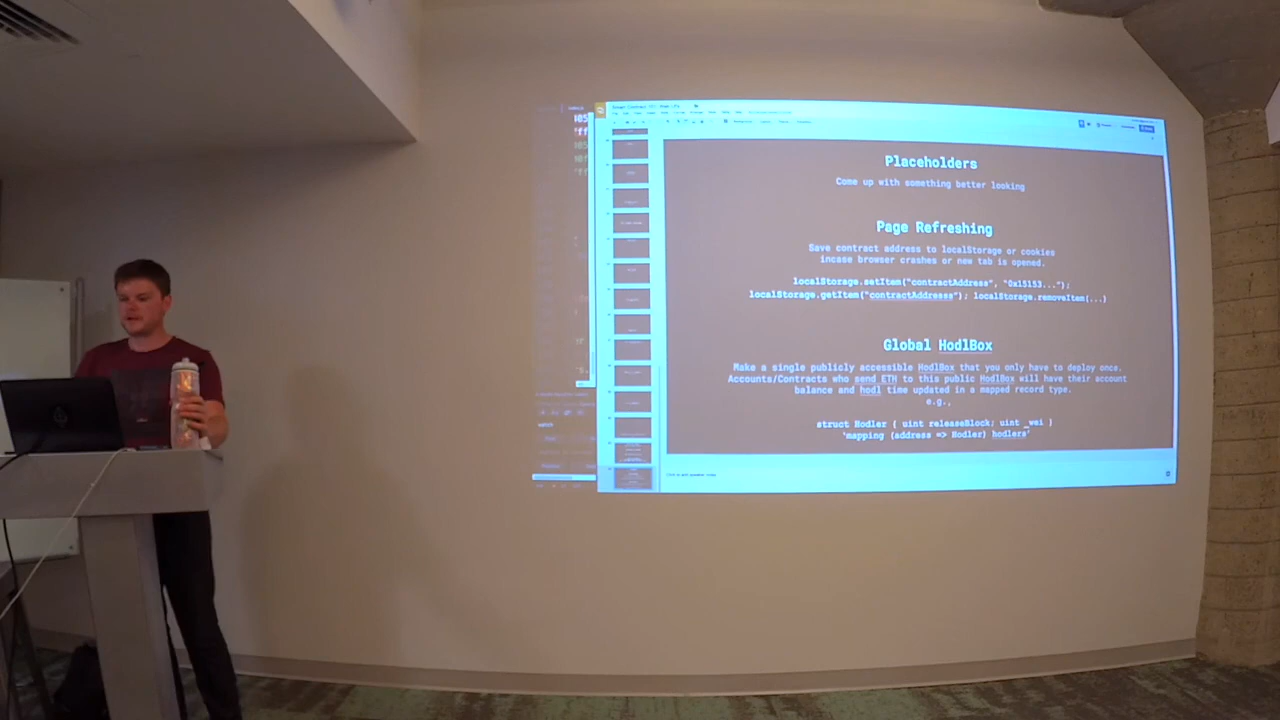 Placeholders
Come up with something better looking
Page Refreshing
Save contract address to localStorage or cookies
incase browser crashes or new tab is opened.
localStorage.setItem("contractAddress", "0x15153...");
localStorage.getItem("contractAddresss"); localStorage.removeItem(...)
Global HodlBox
Make a single publicly accessible HodlBox that you only have to deploy once.
Accounts/Contracts who send ETH to this public HodlBox will have their account
balance and hodl time updated in a mapped record type.
e.g.,
struct Hodler { uint releaseBlock; uint _wei }
'mapping (address => Hodler) hodlers'